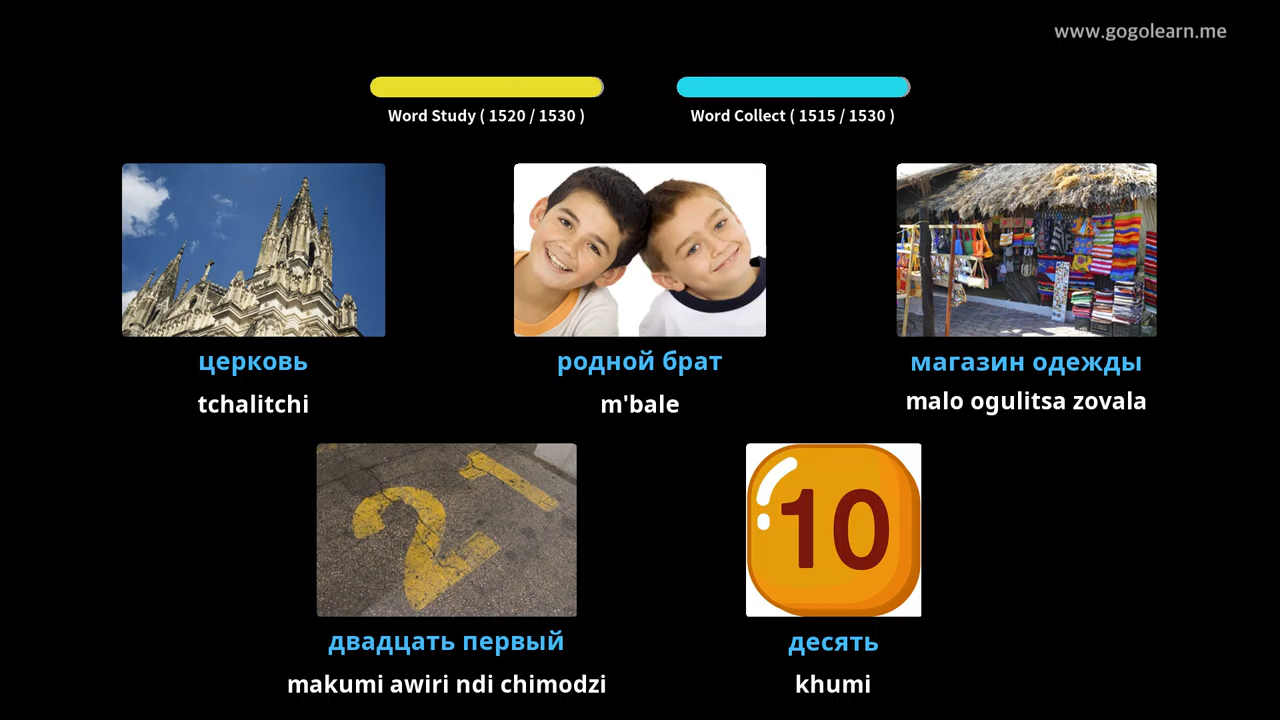 www.gogolearn.me
Word Study ( 1520 / 1530 )
Word Collect ( 1515 / 1530 )
церковь
родной брат
магазин одежды
tchalitchi
m'bale
malo ogulitsa zovala
21
10
двадцать первый
десять
makumi awiri ndi chimodzi
khumi